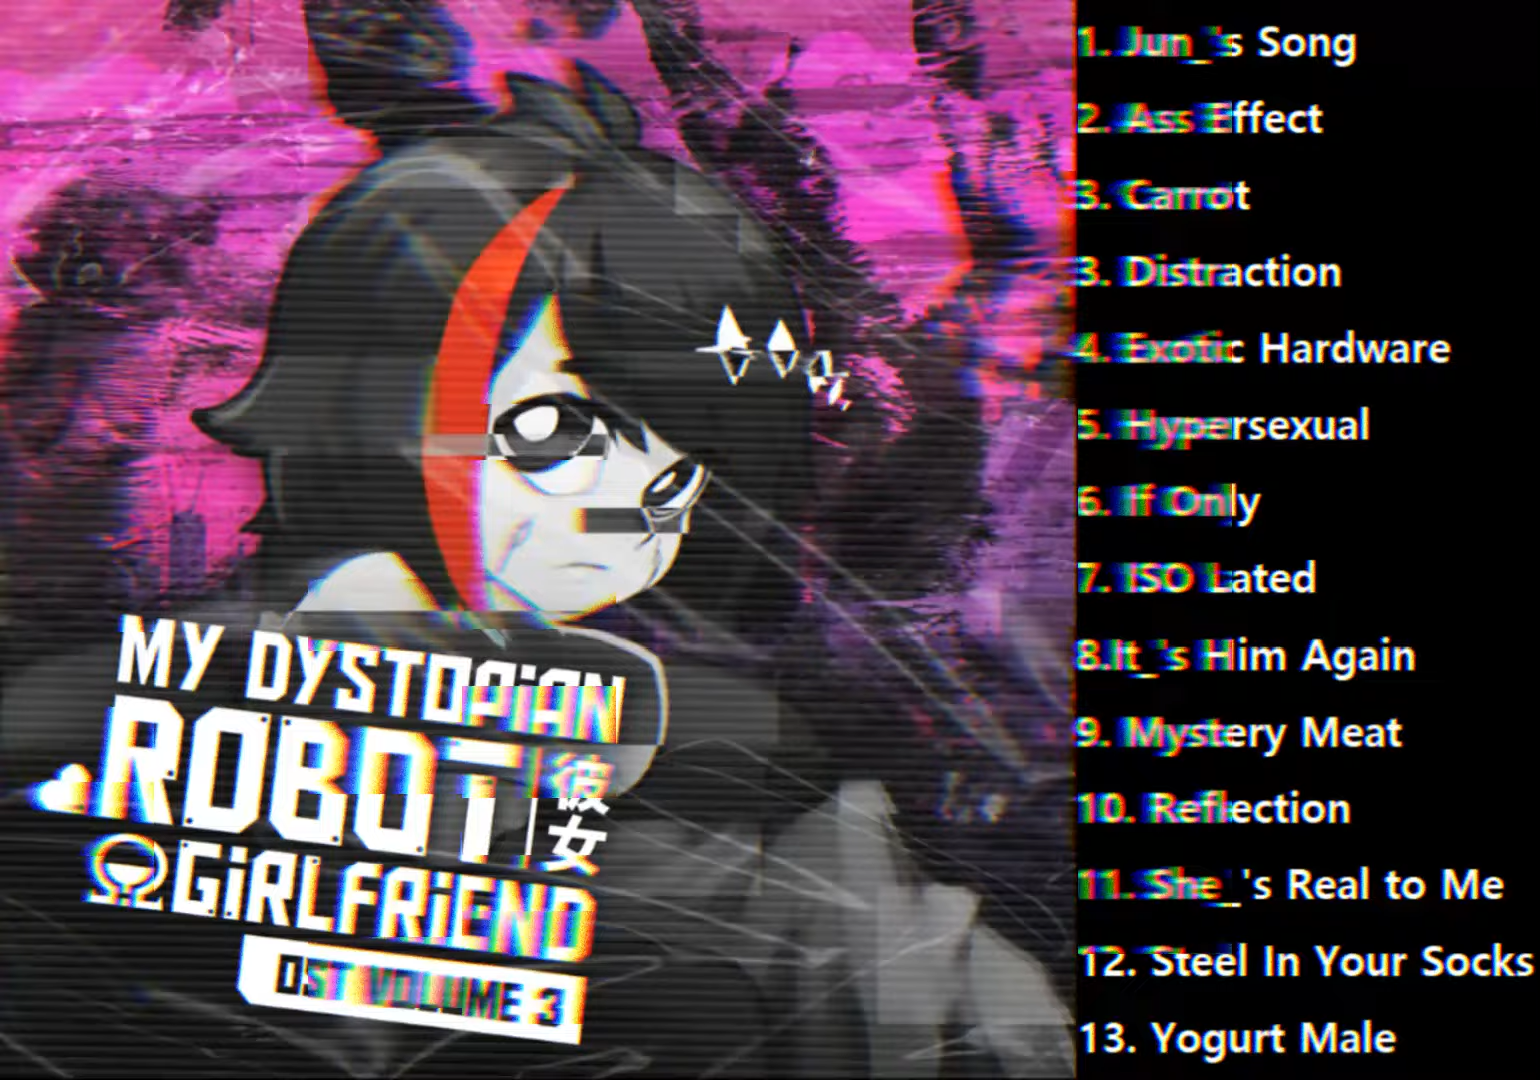 MY DYSTOPiAN
ROBOT
彼女
GiRLFRiEND
OST VOLUME 3
1. Jun_'s Song
2. Ass Effect
3. Carrot
3. Distraction
4. Exotic Hardware
5. Hypersexual
6. If Only
7. ISO Lated
8.It_'s Him Again
9. Mystery Meat
10. Reflection
11. She_'s Real to Me
12. Steel In Your Socks
13. Yogurt Male